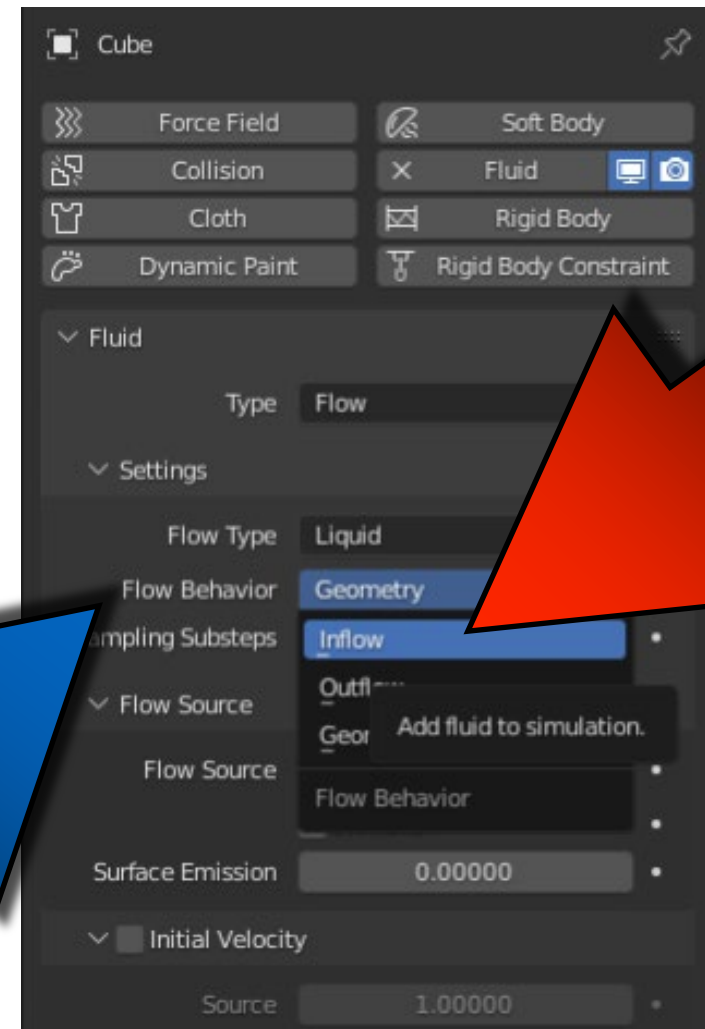 Cube
Force Field
Soft Body
Collision
Fluid
Cloth
Rigid Body
Dynamic Paint
Rigid Body Constraint
Fluid
Type Flow
Settings
Flow Type Liquid
Flow Behavior Geometry
Substeps Inflow
Flow Source
Add fluid to simulation.
Flow Source
Flow Behavior
Surface Emission 0.00000
Initial Velocity
Source 1.00000